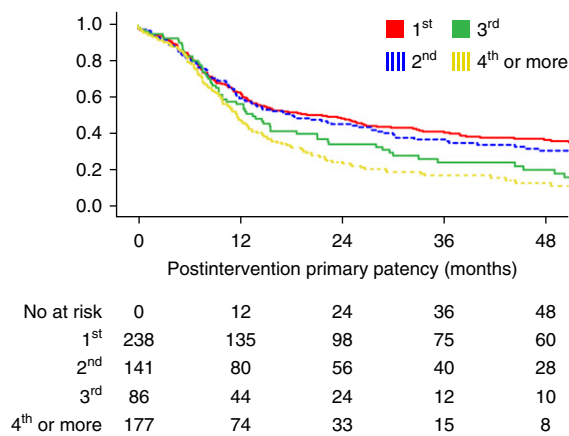 1.0
0.8
0.6
0.4
0.2
0.0
1st 3rd
2nd 4th or more
0 12 24 36 48
Postintervention primary patency (months)
No at risk 0 12 24 36 48
1st 238 135 98 75 60
2nd 141 80 56 40 28
3rd 86 44 24 12 10
4th or more 177 74 33 15 8